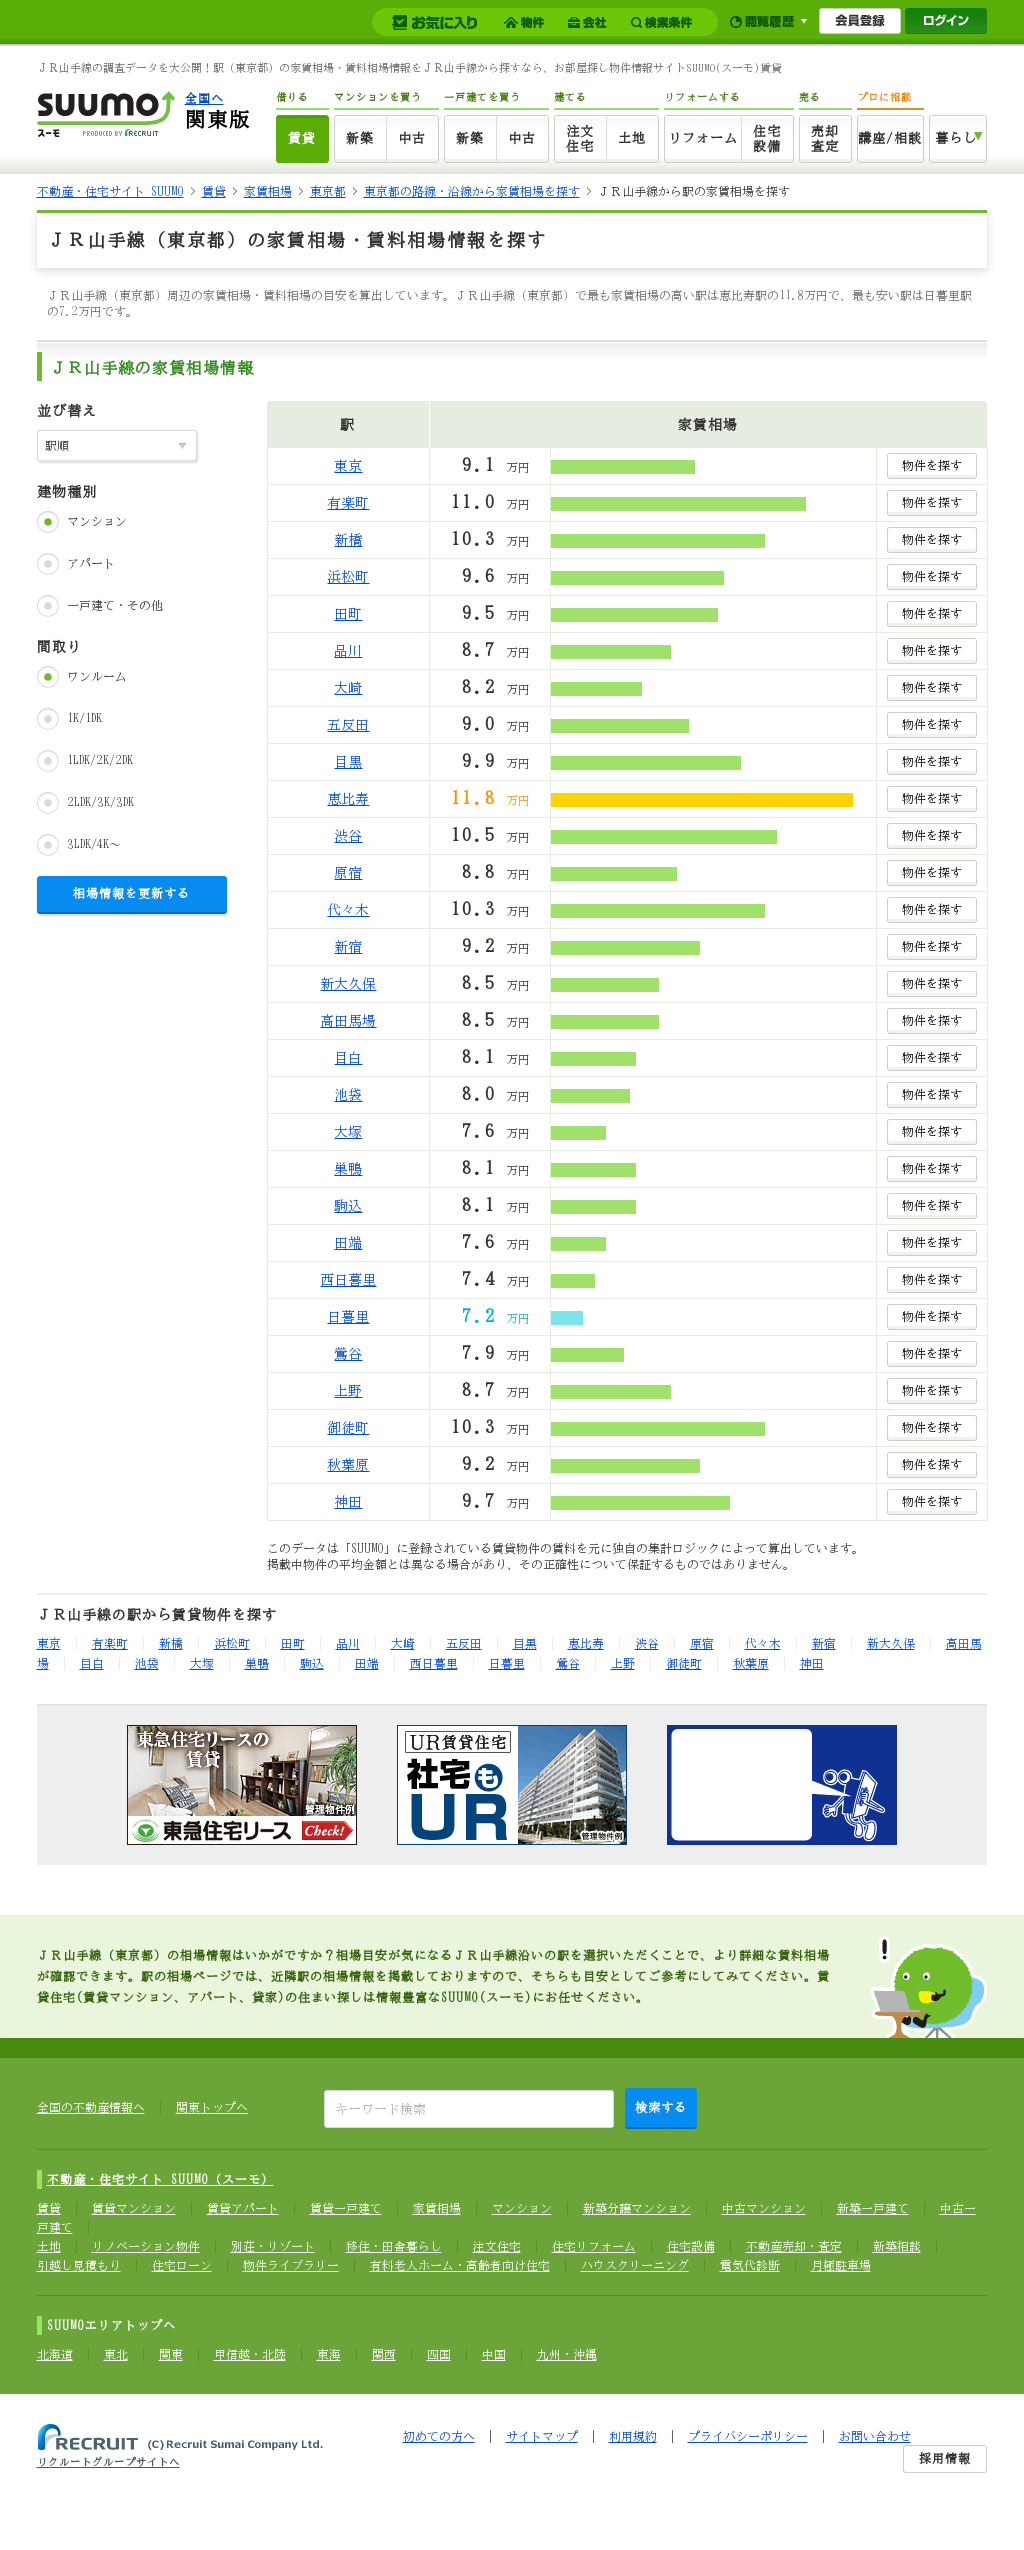 お気に入り 物件 会社 検索条件 閲覧履歴 会員登録 ログイン
ＪＲ山手線の調査データを大公開！駅（東京都）の家賃相場・賃料相場情報をＪＲ山手線から探すなら、お部屋探し物件情報サイトSUUMO(スーモ)賃貸
SUUMO
スーモ PRODUCED BY RECRUIT
全国へ
関東版
借りる マンションを買う 一戸建てを買う 建てる リフォームする 売る プロに相談
賃貸 新築 中古 新築 中古 注文住宅 土地 リフォーム 住宅設備 売却査定 講座/相談 暮らし
不動産・住宅サイト SUUMO > 賃貸 > 家賃相場 > 東京都 > 東京都の路線・沿線から家賃相場を探す > ＪＲ山手線から駅の家賃相場を探す
ＪＲ山手線（東京都）の家賃相場・賃料相場情報を探す
ＪＲ山手線（東京都）周辺の家賃相場・賃料相場の目安を算出しています。ＪＲ山手線（東京都）で最も家賃相場の高い駅は恵比寿駅の11.8万円で、最も安い駅は日暮里駅
の7.2万円です。
ＪＲ山手線の家賃相場情報
並び替え
駅順
建物種別
マンション
アパート
一戸建て・その他
間取り
ワンルーム
1K/1DK
1LDK/2K/2DK
2LDK/3K/3DK
3LDK/4K～
相場情報を更新する
駅 家賃相場
東京 9.1 万円 物件を探す
有楽町 11.0 万円 物件を探す
新橋 10.3 万円 物件を探す
浜松町 9.6 万円 物件を探す
田町 9.5 万円 物件を探す
品川 8.7 万円 物件を探す
大崎 8.2 万円 物件を探す
五反田 9.0 万円 物件を探す
目黒 9.9 万円 物件を探す
恵比寿 11.8 万円 物件を探す
渋谷 10.5 万円 物件を探す
原宿 8.8 万円 物件を探す
代々木 10.3 万円 物件を探す
新宿 9.2 万円 物件を探す
新大久保 8.5 万円 物件を探す
高田馬場 8.5 万円 物件を探す
目白 8.1 万円 物件を探す
池袋 8.0 万円 物件を探す
大塚 7.6 万円 物件を探す
巣鴨 8.1 万円 物件を探す
駒込 8.1 万円 物件を探す
田端 7.6 万円 物件を探す
西日暮里 7.4 万円 物件を探す
日暮里 7.2 万円 物件を探す
鶯谷 7.9 万円 物件を探す
上野 8.7 万円 物件を探す
御徒町 10.3 万円 物件を探す
秋葉原 9.2 万円 物件を探す
神田 9.7 万円 物件を探す
このデータは「SUUMO」に登録されている賃貸物件の賃料を元に独自の集計ロジックによって算出しています。
掲載中物件の平均金額とは異なる場合があり、その正確性について保証するものではありません。
ＪＲ山手線の駅から賃貸物件を探す
東京 有楽町 新橋 浜松町 田町 品川 大崎 五反田 目黒 恵比寿 渋谷 原宿 代々木 新宿 新大久保 高田馬
場 目白 池袋 大塚 巣鴨 駒込 田端 西日暮里 日暮里 鶯谷 上野 御徒町 秋葉原 神田
東急住宅リースの
賃貸
管理物件例
東急住宅リース Check!
UR賃貸住宅
社宅も
UR
管理物件例
ＪＲ山手線（東京都）の相場情報はいかがですか？相場目安が気になるＪＲ山手線沿いの駅を選択いただくことで、より詳細な賃料相場
が確認できます。駅の相場ページでは、近隣駅の相場情報を掲載しておりますので、そちらも目安としてご参考にしてみてください。賃
貸住宅(賃貸マンション、アパート、貸家)の住まい探しは情報豊富なSUUMO(スーモ)にお任せください。
全国の不動産情報へ 関東トップへ キーワード検索 検索する
不動産・住宅サイト SUUMO（スーモ）
賃貸 賃貸マンション 賃貸アパート 賃貸一戸建て 家賃相場 マンション 新築分譲マンション 中古マンション 新築一戸建て 中古一
戸建て
土地 リノベーション物件 別荘・リゾート 移住・田舎暮らし 注文住宅 住宅リフォーム 住宅設備 不動産売却・査定 新築相談
引越し見積もり 住宅ローン 物件ライブラリー 有料老人ホーム・高齢者向け住宅 ハウスクリーニング 電気代診断 月極駐車場
SUUMOエリアトップへ
北海道 東北 関東 甲信越・北陸 東海 関西 四国 中国 九州・沖縄
RECRUIT (C) Recruit Sumai Company Ltd.
リクルートグループサイトへ
初めての方へ | サイトマップ | 利用規約 | プライバシーポリシー | お問い合わせ
採用情報